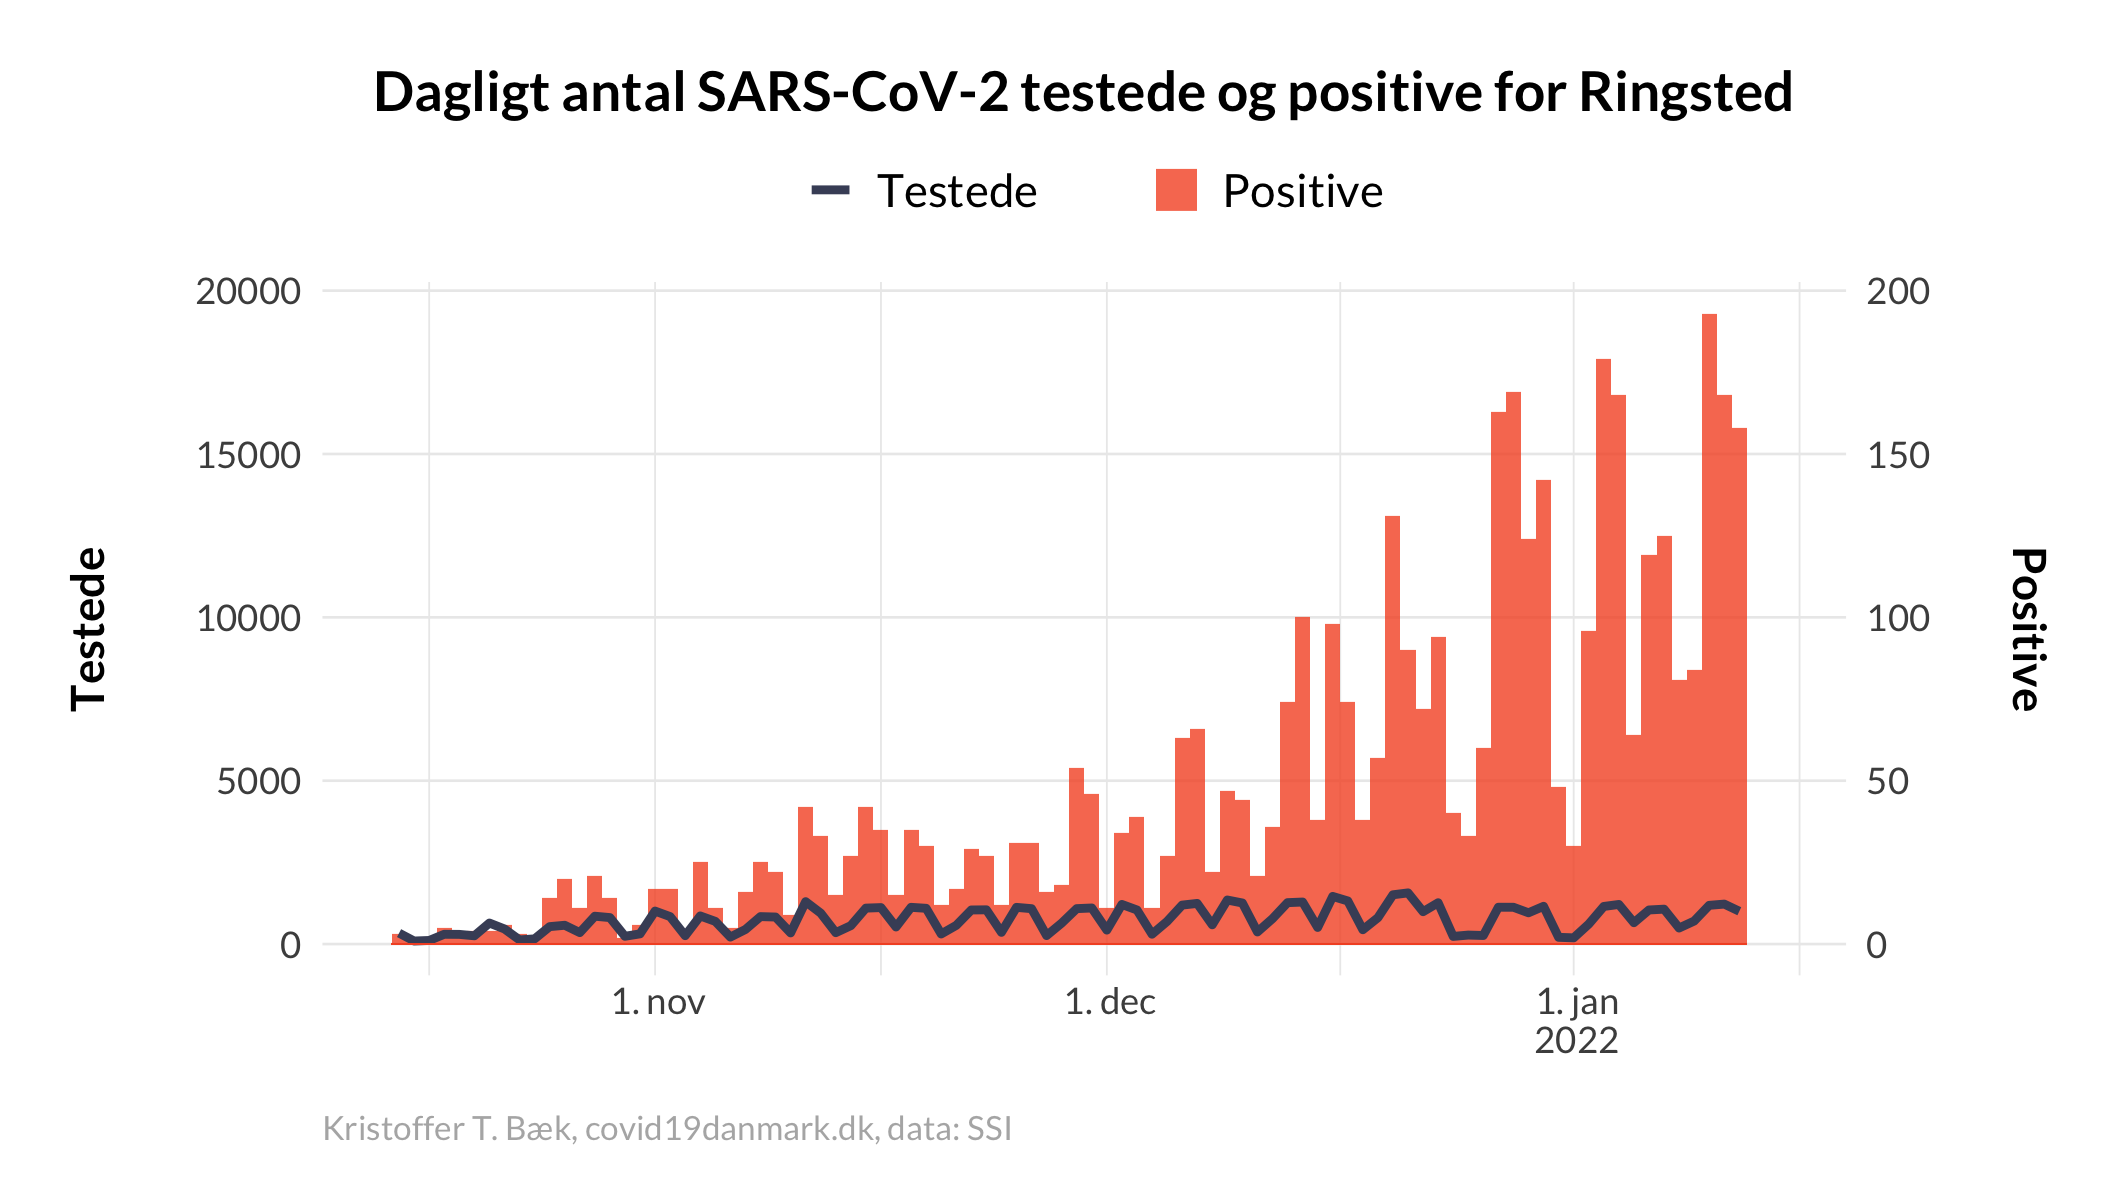 Dagligt antal SARS-CoV-2 testede og positive for Ringsted
Testede
Positive
20000
15000
10000
5000
0
200
150
100
50
0
Testede
Positive
1. nov
1. dec
1. jan
2022
Kristoffer T. Bæk, covid19danmark.dk, data: SSI